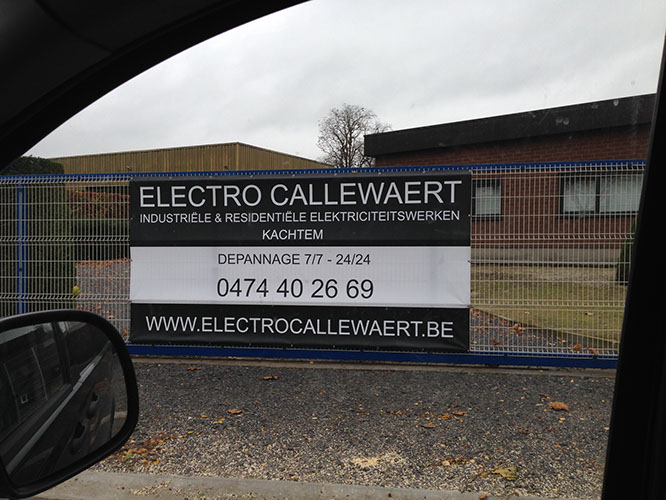 ELECTRO CALLEWAERT
INDUSTRIËLE & RESIDENTIËLE ELEKTRICITEITSWERKEN
KACHTEM
DEPANNAGE 7/7 - 24/24
0474 40 26 69
WWW.ELECTROCALLEWAERT.BE